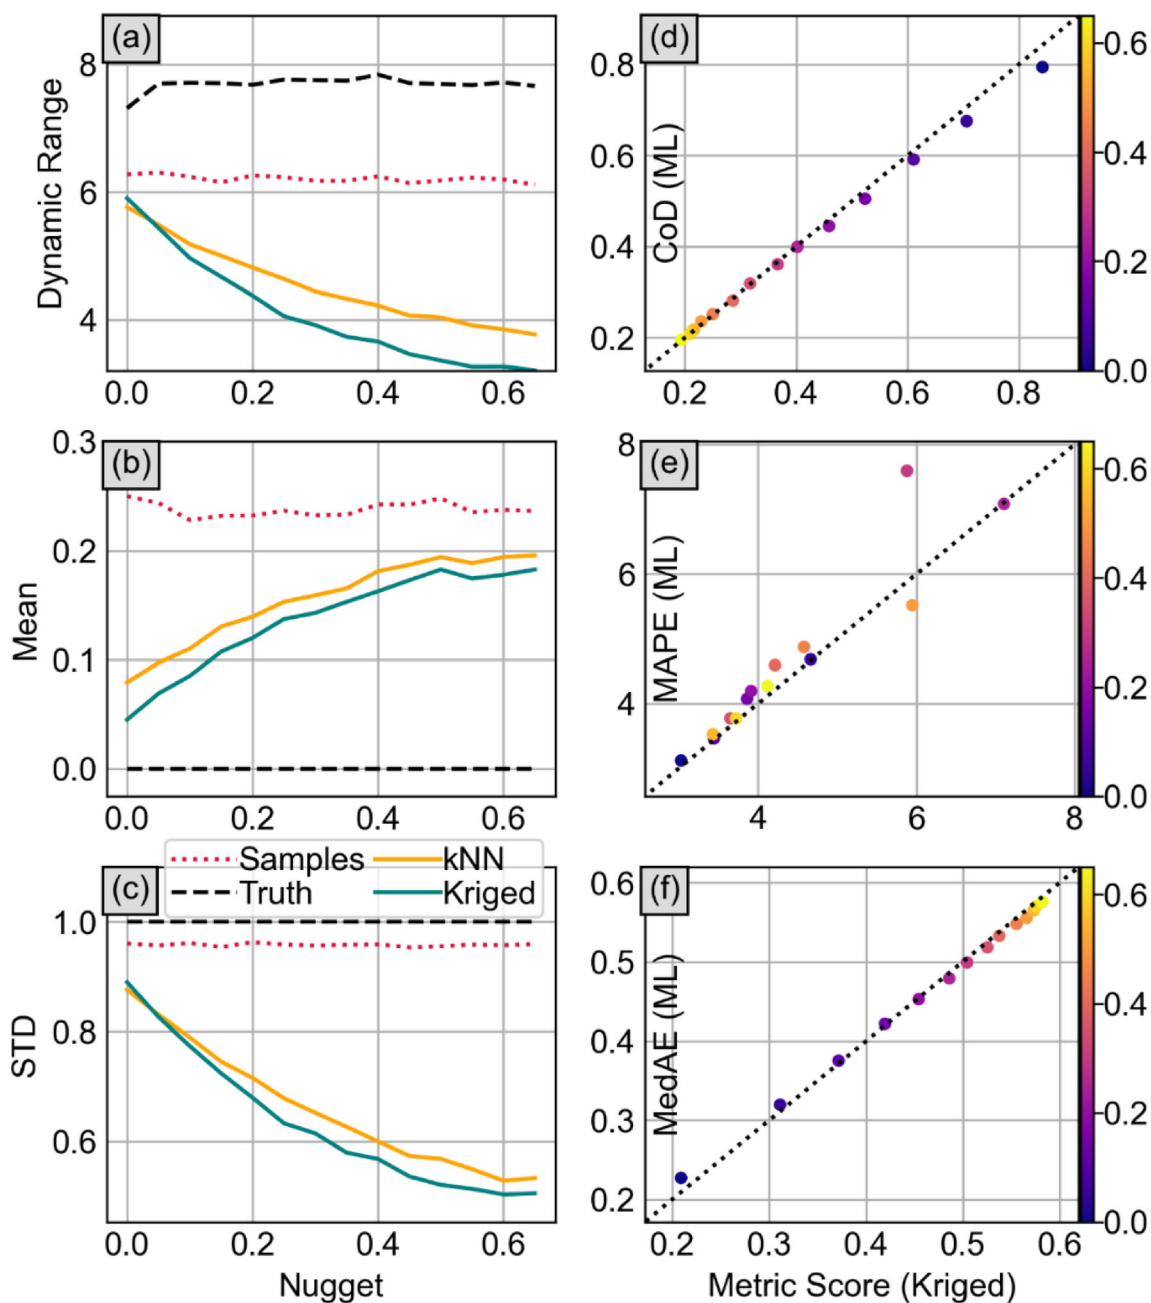 (a)
8
6
4
Dynamic Range
0.0 0.2 0.4 0.6
(d)
0.8
0.6
0.4
0.2
CoD (ML)
0.2 0.4 0.6 0.8
0.6
0.4
0.2
0.0
(b)
0.3
0.2
0.1
0.0
Mean
0.0 0.2 0.4 0.6
(e)
8
6
4
MAPE (ML)
4 6 8
0.6
0.4
0.2
0.0
Samples kNN
Truth Kriged
(c)
1.0
0.8
0.6
STD
0.0 0.2 0.4 0.6
Nugget
(f)
0.6
0.5
0.4
0.3
0.2
MedAE (ML)
0.2 0.3 0.4 0.5 0.6
Metric Score (Kriged)
0.6
0.4
0.2
0.0